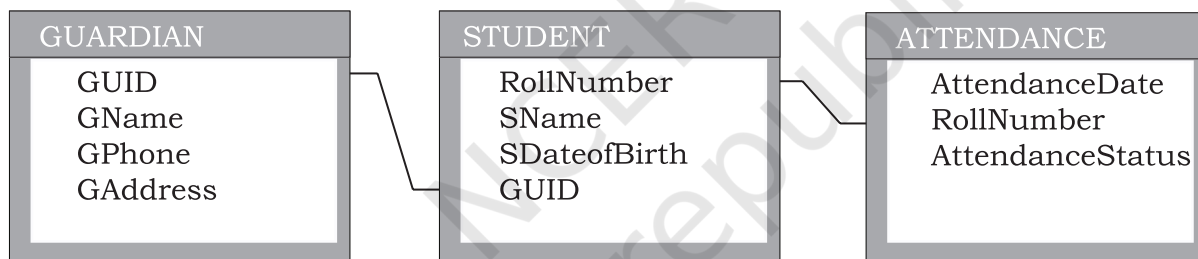 GUARDIAN
GUID
GName
GPhone
GAddress
STUDENT
RollNumber
SName
SDateofBirth
GUID
ATTENDANCE
AttendanceDate
RollNumber
AttendanceStatus